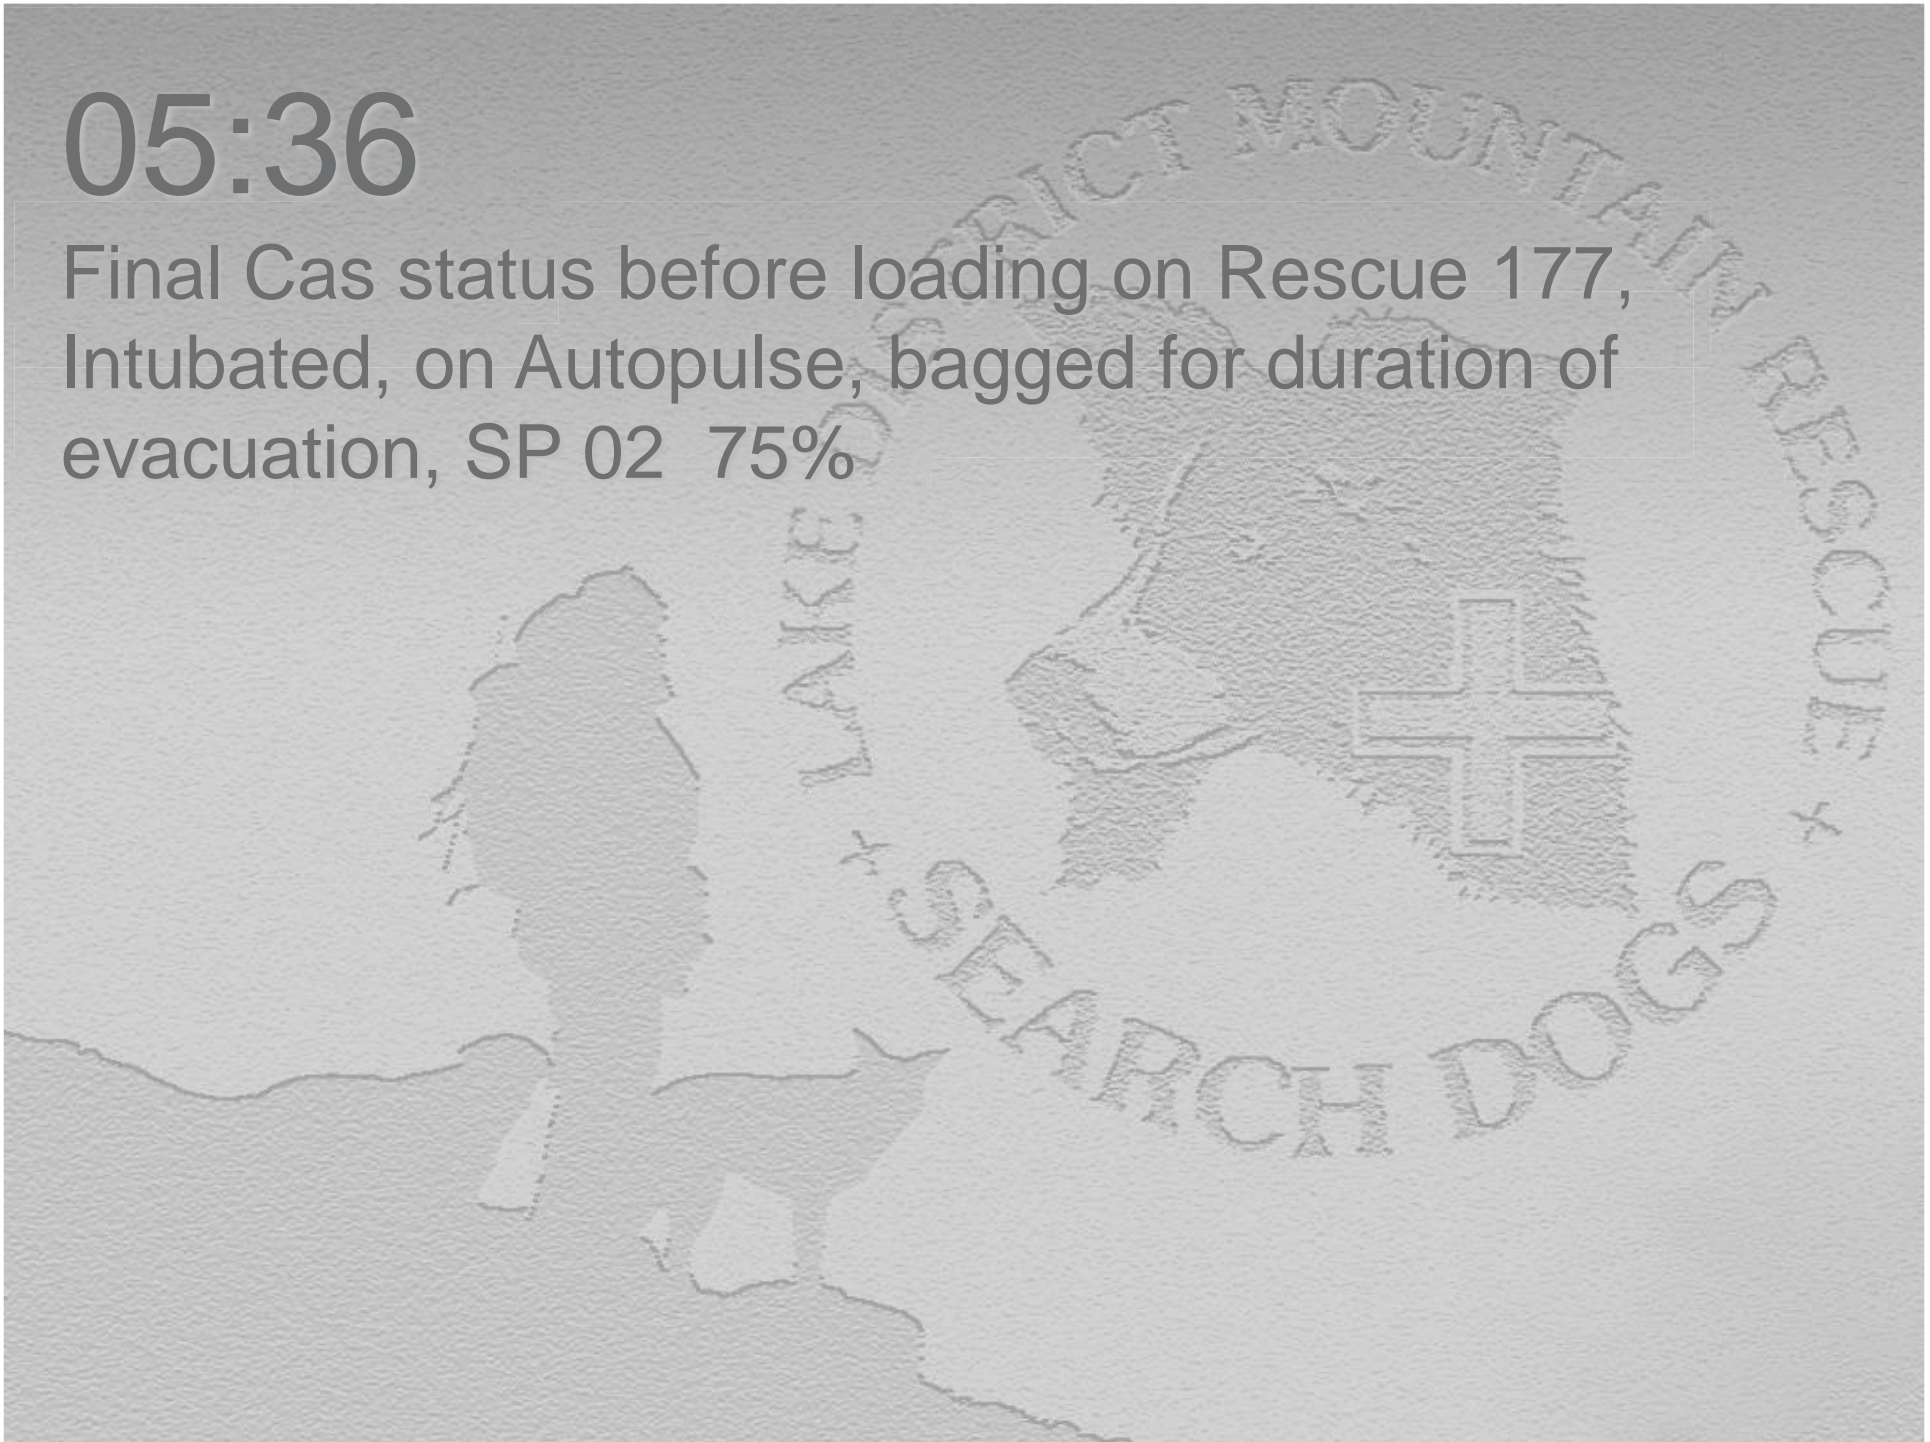 05:36
Final Cas status before loading on Rescue 177,
Intubated, on Autopulse, bagged for duration of
evacuation, SP 02  75%
LAKE DISTRICT MOUNTAIN RESCUE
SEARCH DOGS